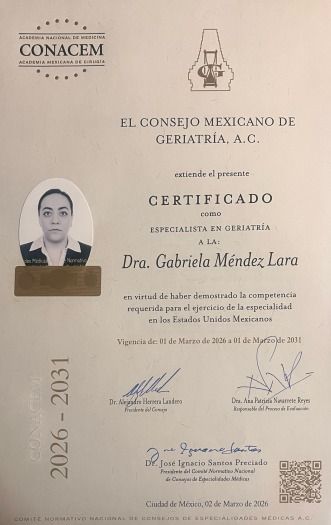 ACADEMIA NACIONAL DE MEDICINA
CONACEM
ACADEMIA MEXICANA DE CIRUGÍA
EL CONSEJO MEXICANO DE
GERIATRÍA, A.C.
extiende el presente
CERTIFICADO
como
ESPECIALISTA EN GERIATRÍA
A LA:
Dra. Gabriela Méndez Lara
en virtud de haber demostrado la competencia
requerida para el ejercicio de la especialidad
en los Estados Unidos Mexicanos
Vigencia de: 01 de Marzo de 2026 a 01 de Marzo de 2031
CONACEM
2026 - 2031
Dr. Alejandro Herrera Landero
Presidente del Consejo
Dra. Ana Patricia Navarrete Reyes
Responsable del Proceso de Evaluación
Dr. José Ignacio Santos Preciado
Presidente del Comité Normativo Nacional
de Consejos de Especialidades Médicas
Ciudad de México, 02 de Marzo de 2026
COMITÉ NORMATIVO NACIONAL DE CONSEJOS DE ESPECIALIDADES MÉDICAS A.C.